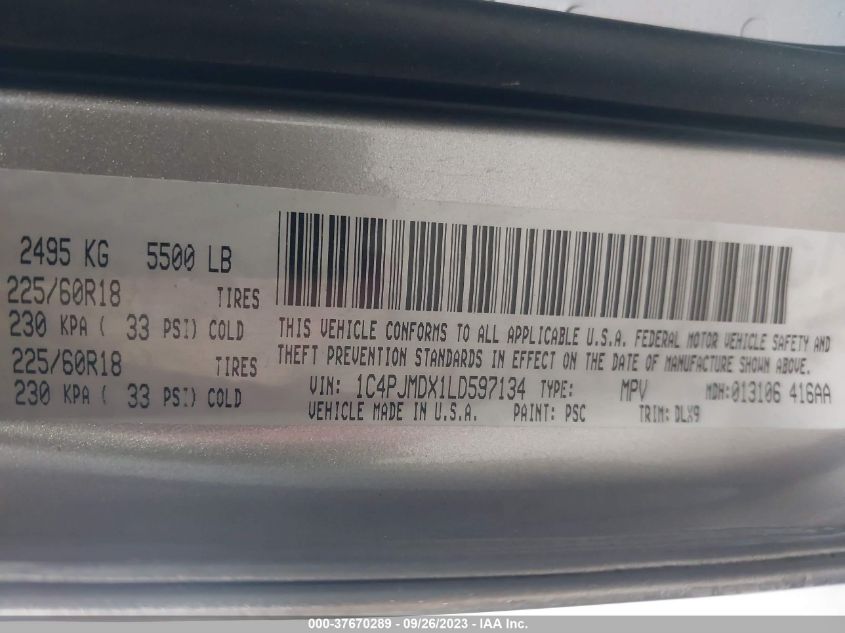 2495 KG 5500 LB
225/60R18 TIRES
230 KPA ( 33 PSI) COLD
225/60R18 TIRES
230 KPA ( 33 PSI) COLD
THIS VEHICLE CONFORMS TO ALL APPLICABLE U.S.A. FEDERAL MOTOR VEHICLE SAFETY AND
THEFT PREVENTION STANDARDS IN EFFECT ON THE DATE OF MANUFACTURE SHOWN ABOVE.
VIN: 1C4PJMDX1LD597134 TYPE: MPV MDH:013106 416AA
VEHICLE MADE IN U.S.A. PAINT: PSC TRIM: DLX9
000-37670289 - 09/26/2023 - IAA Inc.